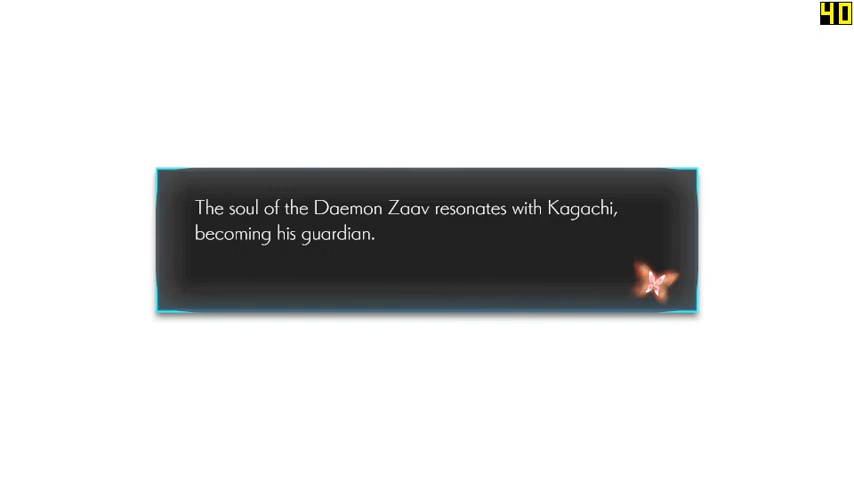 40
The soul of the Daemon Zaav resonates with Kagachi,
becoming his guardian.